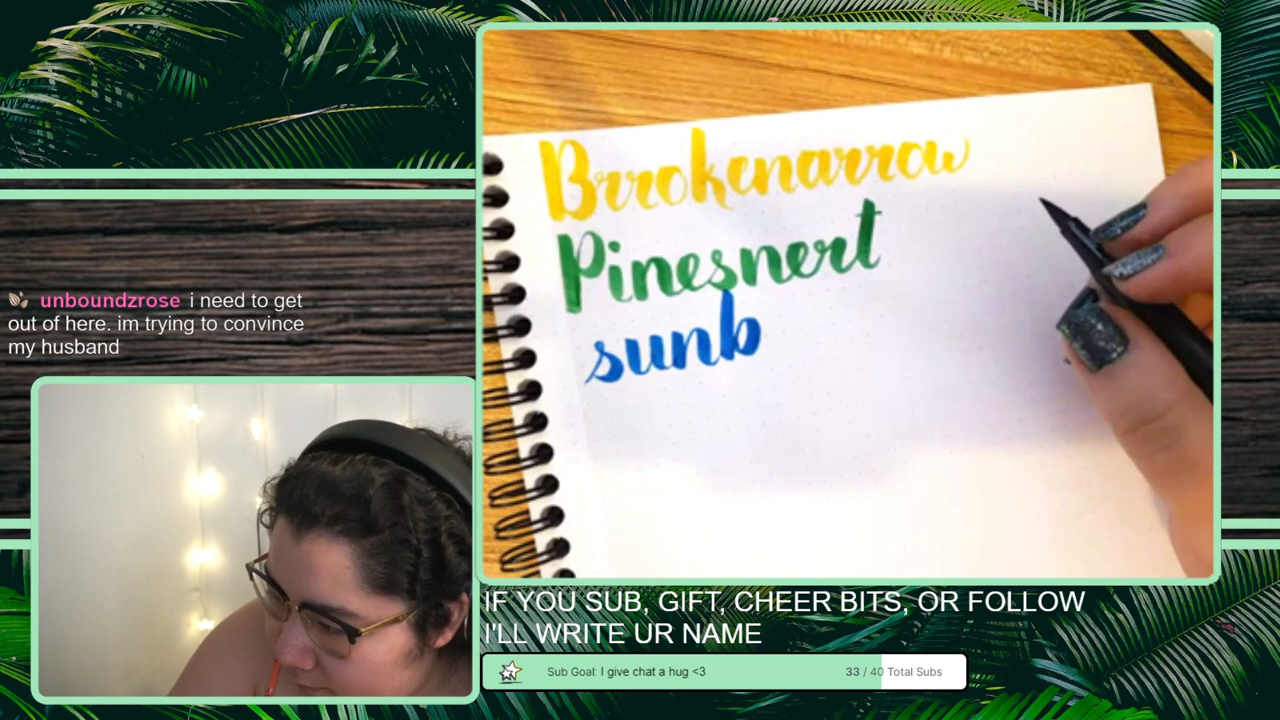 Brrokenarrow
Pinesnert
sunb
unboundzrose i need to get
out of here. im trying to convince
my husband
IF YOU SUB, GIFT, CHEER BITS, OR FOLLOW
I'LL WRITE UR NAME
Sub Goal: I give chat a hug <3 33 / 40 Total Subs